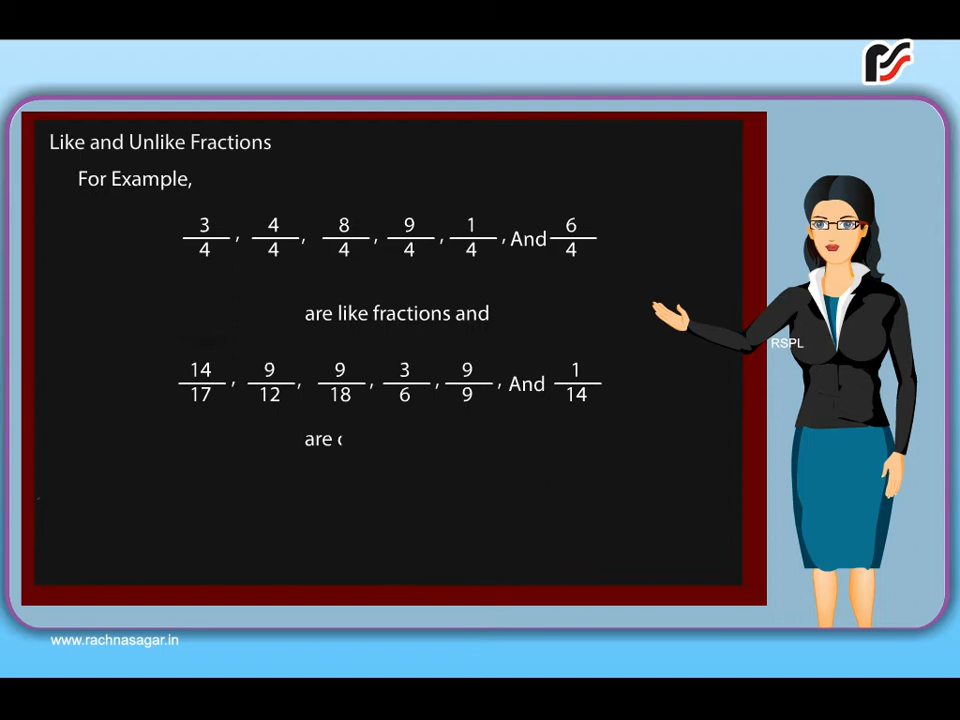 Like and Unlike Fractions
For Example,
3/4, 4/4, 8/4, 9/4, 1/4, And 6/4
are like fractions and
RSPL
14/17, 9/12, 9/18, 3/6, 9/9, And 1/14
are
www.rachnasagar.in